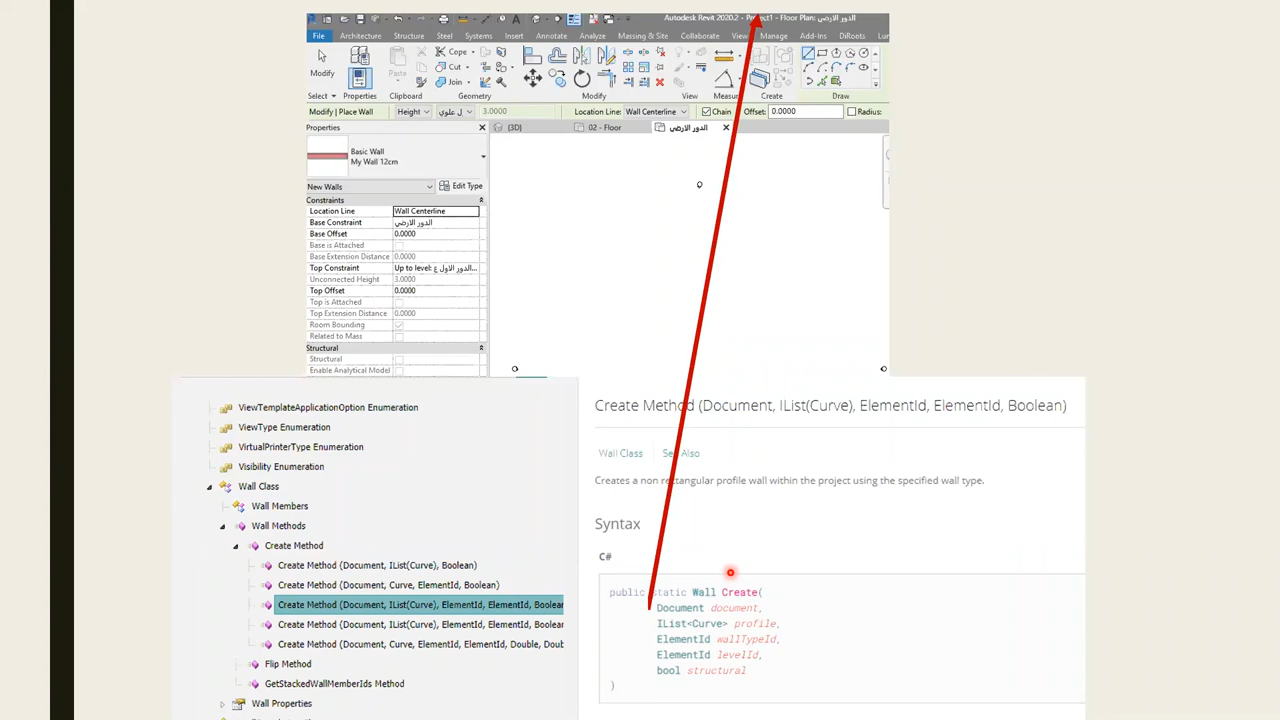 Autodesk Revit 2020.2 - Project1 - Floor Plan: الدور الارضي
File Architecture Structure Steel Systems Insert Annotate Analyze Massing & Site Collaborate View Manage Add-Ins DiRoots
Modify
Properties
Paste
Cope
Cut
Join
Select Properties Clipboard Geometry Modify View Measure Create Draw
Modify | Place Wall Height ل علوي 3.0000 Location Line: Wall Centerline Chain Offset: 0.0000 Radius:
Properties (3D) 02 - Floor الدور الارضي
Basic Wall
My Wall 12cm
New Walls Edit Type
Constraints
Location Line Wall Centerline
Base Constraint الدور الارضي
Base Offset 0.0000
Base is Attached
Base Extension Distance 0.0000
Top Constraint Up to level: الدور الاول ع...
Unconnected Height 3.0000
Top Offset 0.0000
Top is Attached
Top Extension Distance 0.0000
Room Bounding
Related to Mass
Structural
Structural
Enable Analytical Model
ViewTemplateApplicationOption Enumeration
ViewType Enumeration
VirtualPrinterType Enumeration
Visibility Enumeration
Wall Class
Wall Members
Wall Methods
Create Method
Create Method (Document, IList(Curve), Boolean)
Create Method (Document, Curve, ElementId, Boolean)
Create Method (Document, IList(Curve), ElementId, ElementId, Boolean
Create Method (Document, IList(Curve), ElementId, ElementId, Boolean
Create Method (Document, Curve, ElementId, ElementId, Double, Doub
Flip Method
GetStackedWallMemberIds Method
Wall Properties
Create Method (Document, IList(Curve), ElementId, ElementId, Boolean)
Wall Class See Also
Creates a non rectangular profile wall within the project using the specified wall type.
Syntax
C#
public static Wall Create(
Document document,
IList<Curve> profile,
ElementId wallTypeId,
ElementId levelId,
bool structural
)